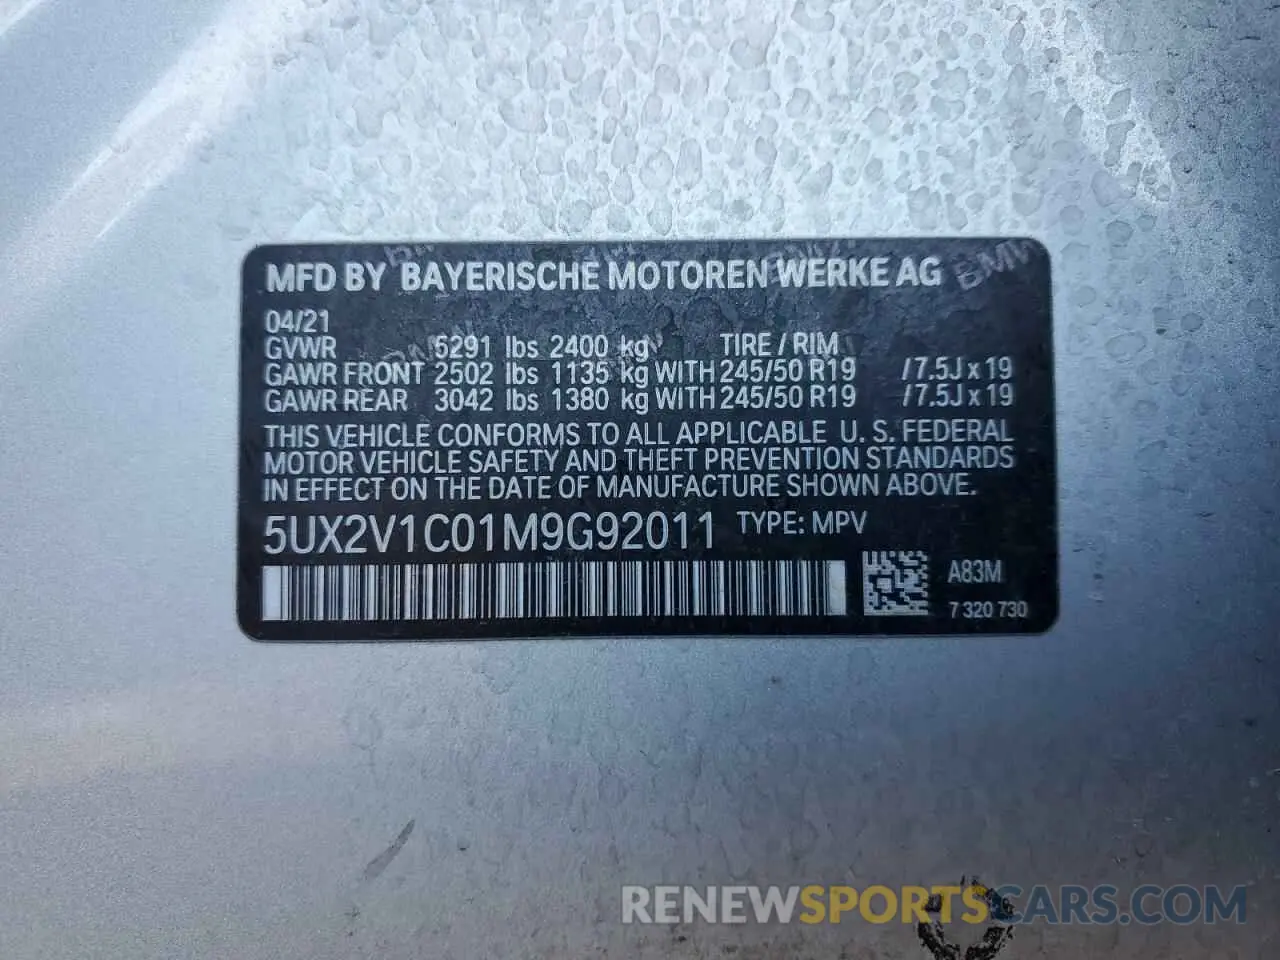 MFD BY BAYERISCHE MOTOREN WERKE AG
04/21
GVWR 5291 lbs 2400 kg TIRE / RIM
GAWR FRONT 2502 lbs 1135 kg WITH 245/50 R19 / 7.5J x 19
GAWR REAR 3042 lbs 1380 kg WITH 245/50 R19 / 7.5J x 19
THIS VEHICLE CONFORMS TO ALL APPLICABLE U. S. FEDERAL
MOTOR VEHICLE SAFETY AND THEFT PREVENTION STANDARDS
IN EFFECT ON THE DATE OF MANUFACTURE SHOWN ABOVE.
5UX2V1C01M9G92011 TYPE: MPV
A83M
7 320 730
RENEWSPORTSCARS.COM